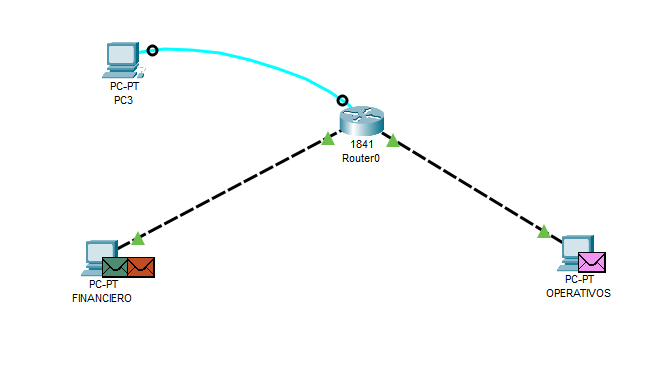 PC-PT
PC3
1841
Router0
PC-PT
FINANCIERO
PC-PT
OPERATIVOS